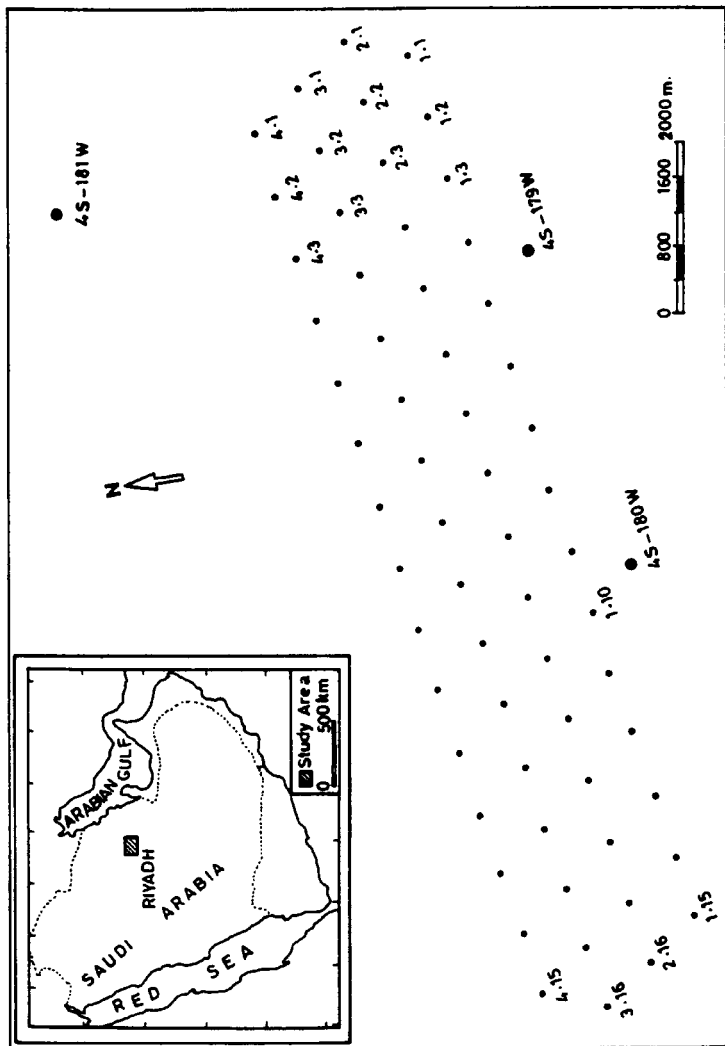 4S-181W
4·1
3·1
2·1
1·1
4·2
3·2
2·2
1·2
4·3
3·3
2·3
1·3
4S-179W
0 800 1600 2000 m.
N
4S-180W
1·10
4·15
3·16
2·16
1·15
ARABIAN GULF
RIYADH
SAUDI ARABIA
RED SEA
Study Area
0 500 km